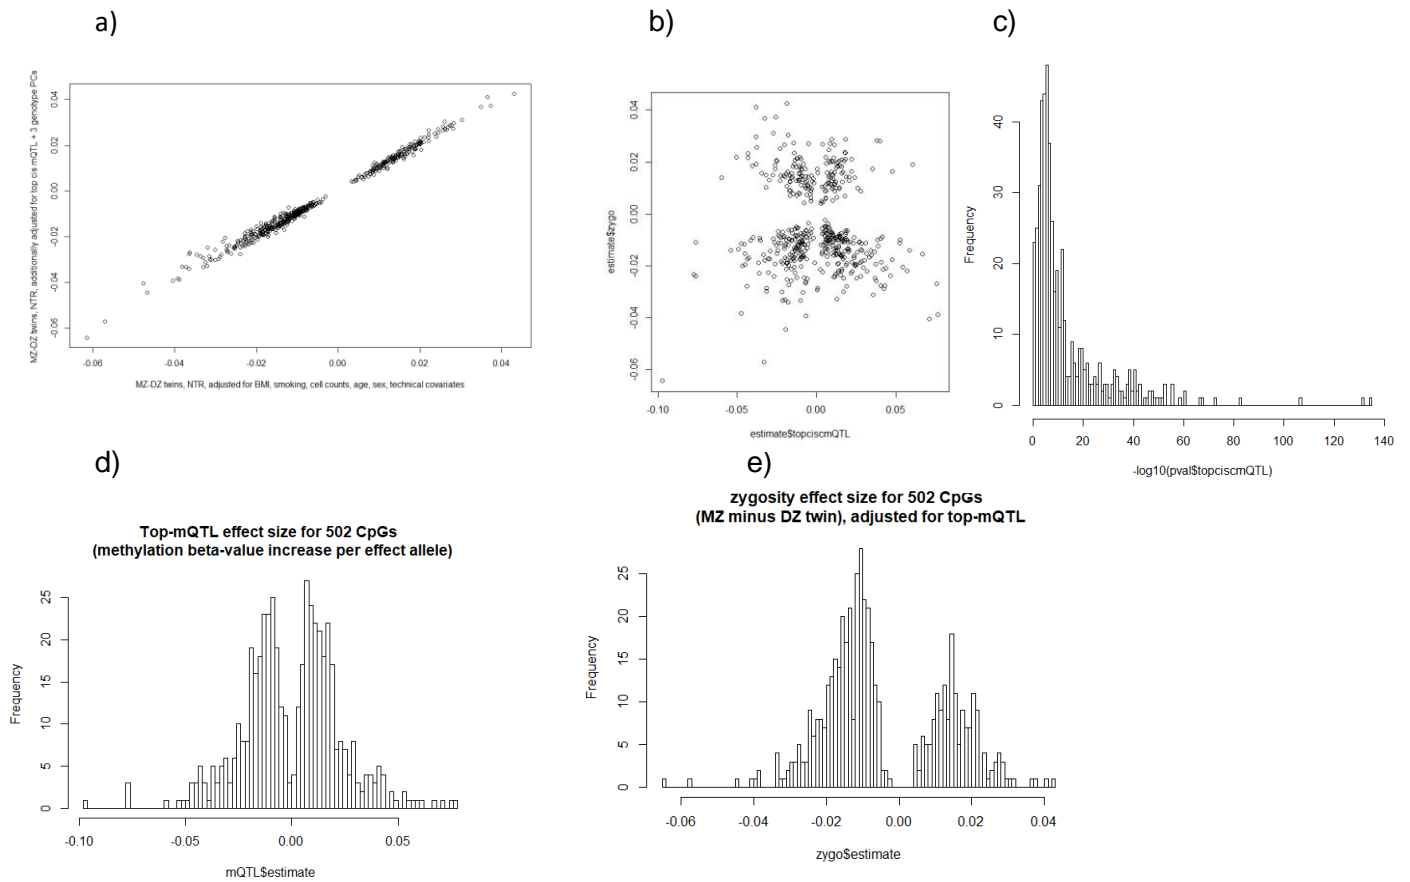 a)
MZ-DZ twins, NTR, additionally adjusted for top cis mQTL + 3 genotype PCs
0.04
0.02
0.00
-0.02
-0.04
-0.06
-0.06 -0.04 -0.02 0.00 0.02 0.04
MZ-DZ twins, NTR, adjusted for BMI, smoking, cell counts, age, sex, technical covariates
b)
estimate$zygo
0.04
0.02
0.00
-0.02
-0.04
-0.06
-0.10 -0.05 0.00 0.05
estimate$topciscmQTL
c)
Frequency
40
30
20
10
0
0 20 40 60 80 100 120 140
-log10(pval$topciscmQTL)
d)
Top-mQTL effect size for 502 CpGs
(methylation beta-value increase per effect allele)
Frequency
25
20
15
10
5
0
-0.10 -0.05 0.00 0.05
mQTL$estimate
e)
zygosity effect size for 502 CpGs
(MZ minus DZ twin), adjusted for top-mQTL
Frequency
25
20
15
10
5
0
-0.06 -0.04 -0.02 0.00 0.02 0.04
zygo$estimate